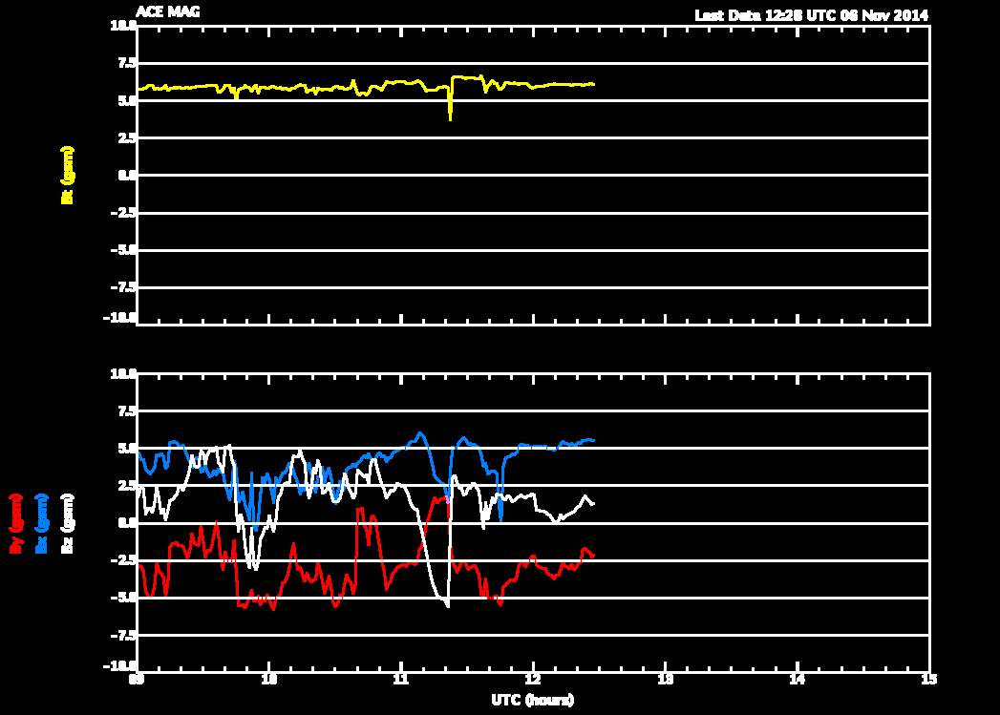 ACE MAG
Last Data 12:28 UTC 06 Nov 2014
10.0
7.5
5.0
2.5
0.0
-2.5
-5.0
-7.5
-10.0
Bt (gsm)
10.0
7.5
5.0
2.5
0.0
-2.5
-5.0
-7.5
-10.0
By (gsm)
Bx (gsm)
Bz (gsm)
09 10 11 12 13 14 15
UTC (hours)